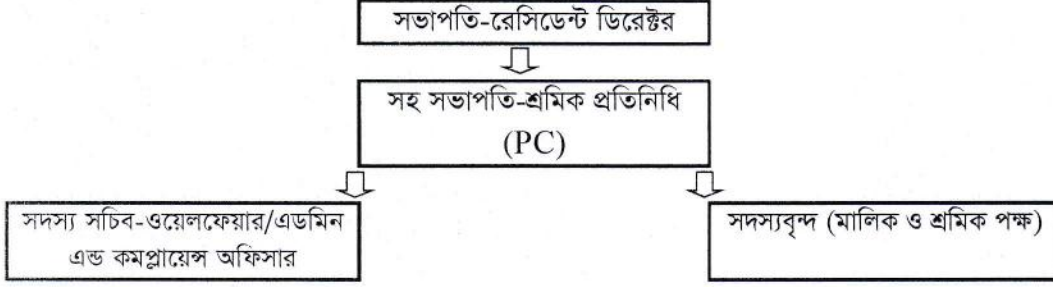 সভাপতি-রেসিডেন্ট ডিরেক্টর
সহ সভাপতি-শ্রমিক প্রতিনিধি
(PC)
সদস্য সচিব-ওয়েলফেয়ার/এডমিন
এন্ড কমপ্লায়েন্স অফিসার
সদস্যবৃন্দ (মালিক ও শ্রমিক পক্ষ)